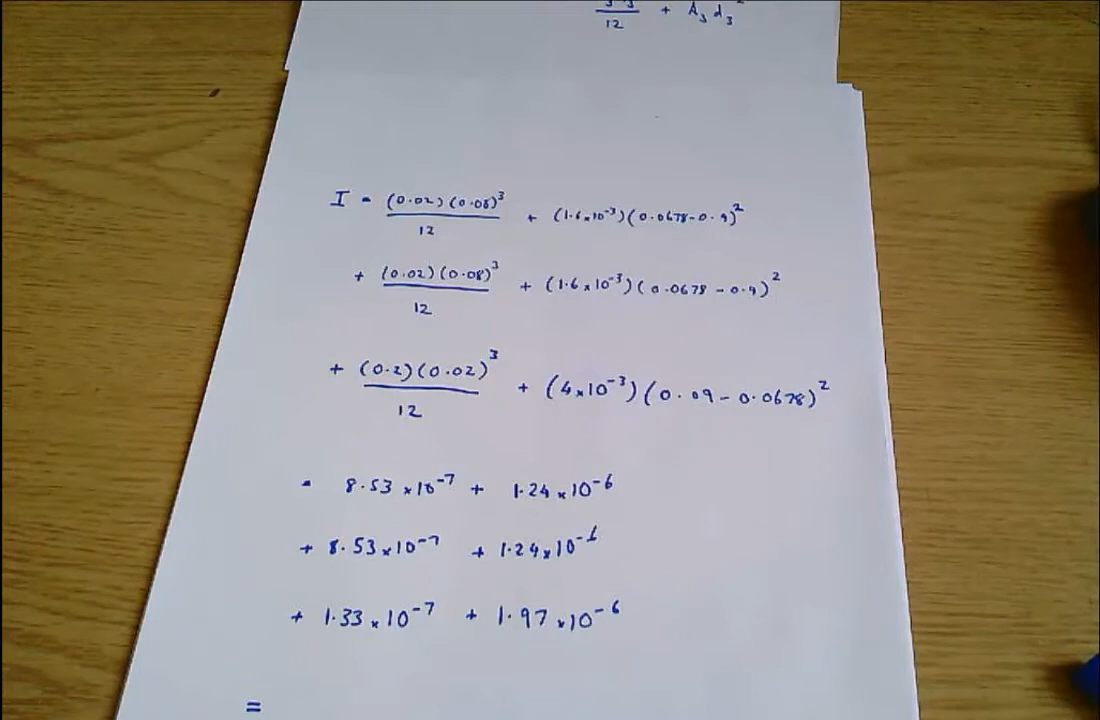 12 + A₃ d₃²
I = (0.02)(0.08)³/12 + (1.6×10⁻³)(0.0678-0.4)²
+ (0.02)(0.08)³/12 + (1.6×10⁻³)(0.0678-0.4)²
+ (0.2)(0.02)³/12 + (4×10⁻³)(0.09-0.0678)²
= 8.53×10⁻⁷ + 1.24×10⁻⁶
+ 8.53×10⁻⁷ + 1.24×10⁻⁶
+ 1.33×10⁻⁷ + 1.97×10⁻⁶
=